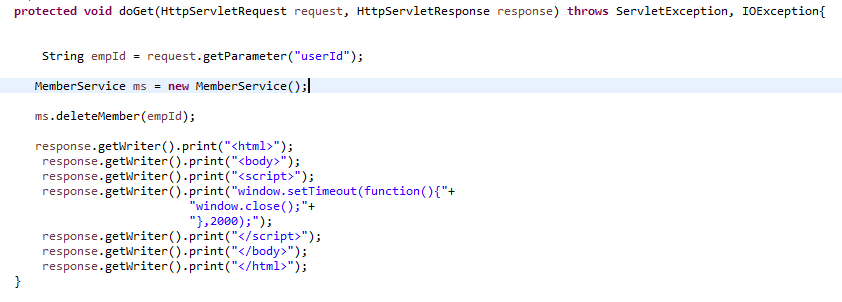 protected void doGet(HttpServletRequest request, HttpServletResponse response) throws ServletException, IOException{
String empId = request.getParameter("userId");
MemberService ms = new MemberService();
ms.deleteMember(empId);
response.getWriter().print("<html>");
response.getWriter().print("<body>");
response.getWriter().print("<script>");
response.getWriter().print("window.setTimeout(function(){"+
"window.close();"+
"},2000);");
response.getWriter().print("</script>");
response.getWriter().print("</body>");
response.getWriter().print("</html>");
}